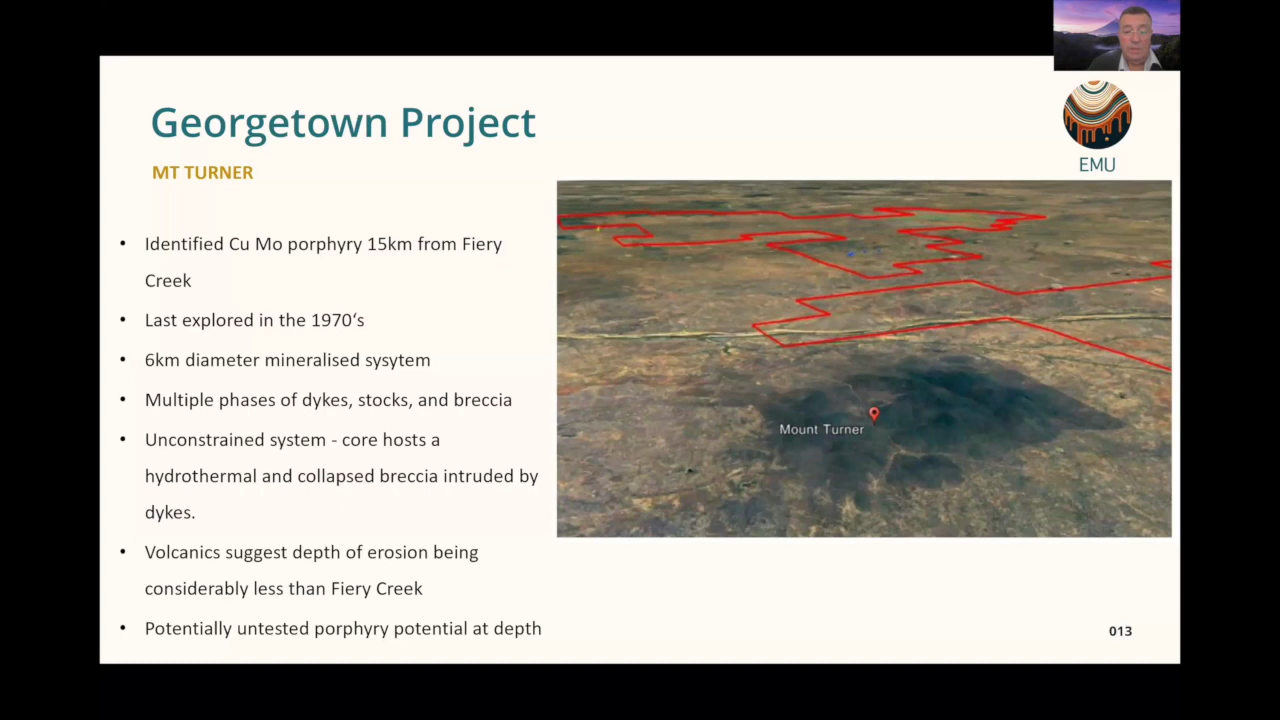 Georgetown Project
EMU
MT TURNER
• Identified Cu Mo porphyry 15km from Fiery
Creek
• Last explored in the 1970‘s
• 6km diameter mineralised sysytem
• Multiple phases of dykes, stocks, and breccia
• Unconstrained system - core hosts a
hydrothermal and collapsed breccia intruded by
dykes.
• Volcanics suggest depth of erosion being
considerably less than Fiery Creek
• Potentially untested porphyry potential at depth
Mount Turner
013